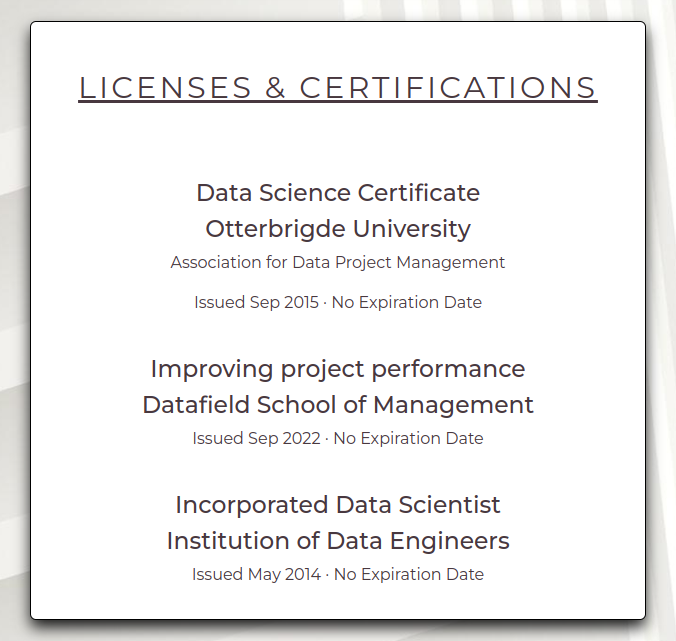 LICENSES & CERTIFICATIONS
Data Science Certificate
Otterbrigde University
Association for Data Project Management
Issued Sep 2015 · No Expiration Date
Improving project performance
Datafield School of Management
Issued Sep 2022 · No Expiration Date
Incorporated Data Scientist
Institution of Data Engineers
Issued May 2014 · No Expiration Date